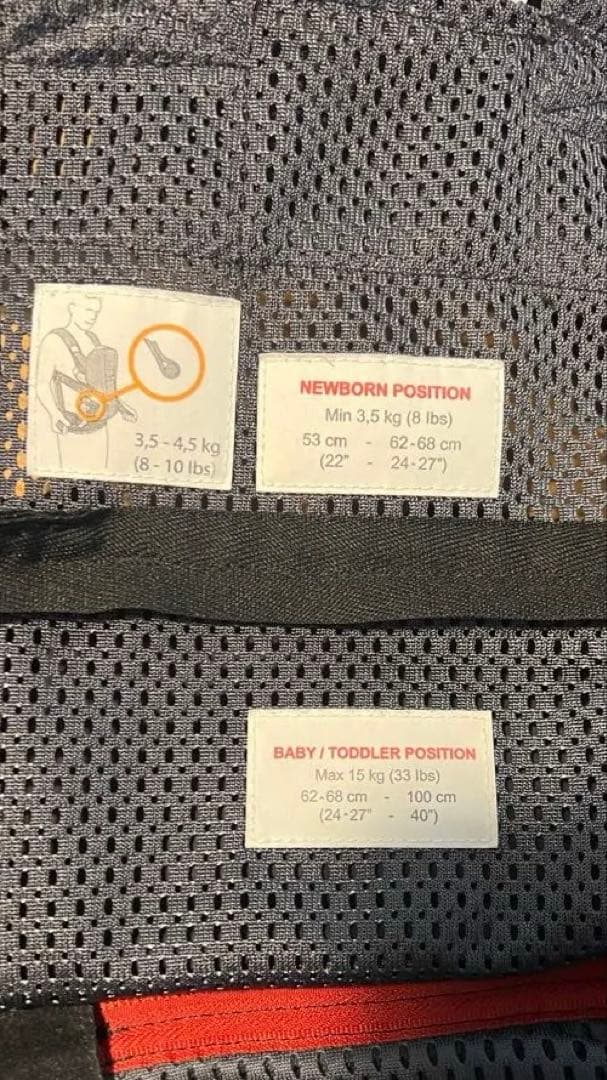 3,5 - 4,5 kg
(8 - 10 lbs)
NEWBORN POSITION
Min 3,5 kg (8 lbs)
53 cm - 62-68 cm
(22" - 24-27")
BABY / TODDLER POSITION
Max 15 kg (33 lbs)
62-68 cm - 100 cm
(24-27" - 40")